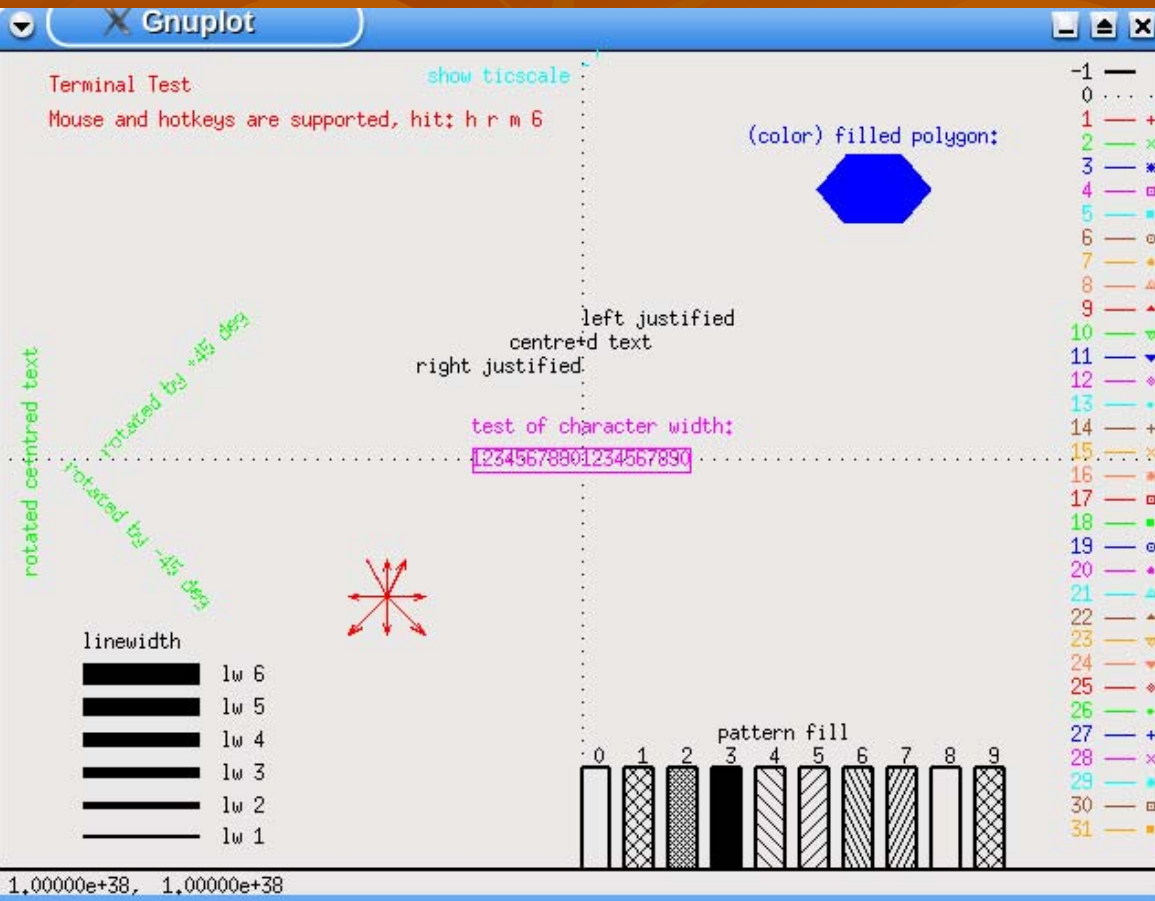 Gnuplot
Terminal Test
show ticscale
Mouse and hotkeys are supported, hit: h r m 6
(color) filled polygon:
left justified
centre+d text
right justified
test of character width:
12345678901234567890
rotated ce+ntred text
rotated by +45 deg
rotated by -45 deg
linewidth
lw 6
lw 5
lw 4
lw 3
lw 2
lw 1
pattern fill
0 1 2 3 4 5 6 7 8 9
-1
0
1
2
3
4
5
6
7
8
9
10
11
12
13
14
15
16
17
18
19
20
21
22
23
24
25
26
27
28
29
30
31
1.00000e+38, 1.00000e+38